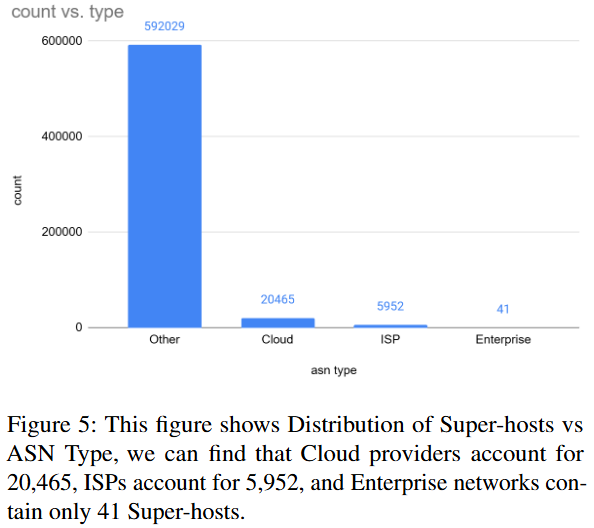 count vs. type
592029
600000
400000
count
200000
20465
5952
41
0
Other
Cloud
ISP
Enterprise
asn type
Figure 5: This figure shows Distribution of Super-hosts vs
ASN Type, we can find that Cloud providers account for
20,465, ISPs account for 5,952, and Enterprise networks con-
tain only 41 Super-hosts.